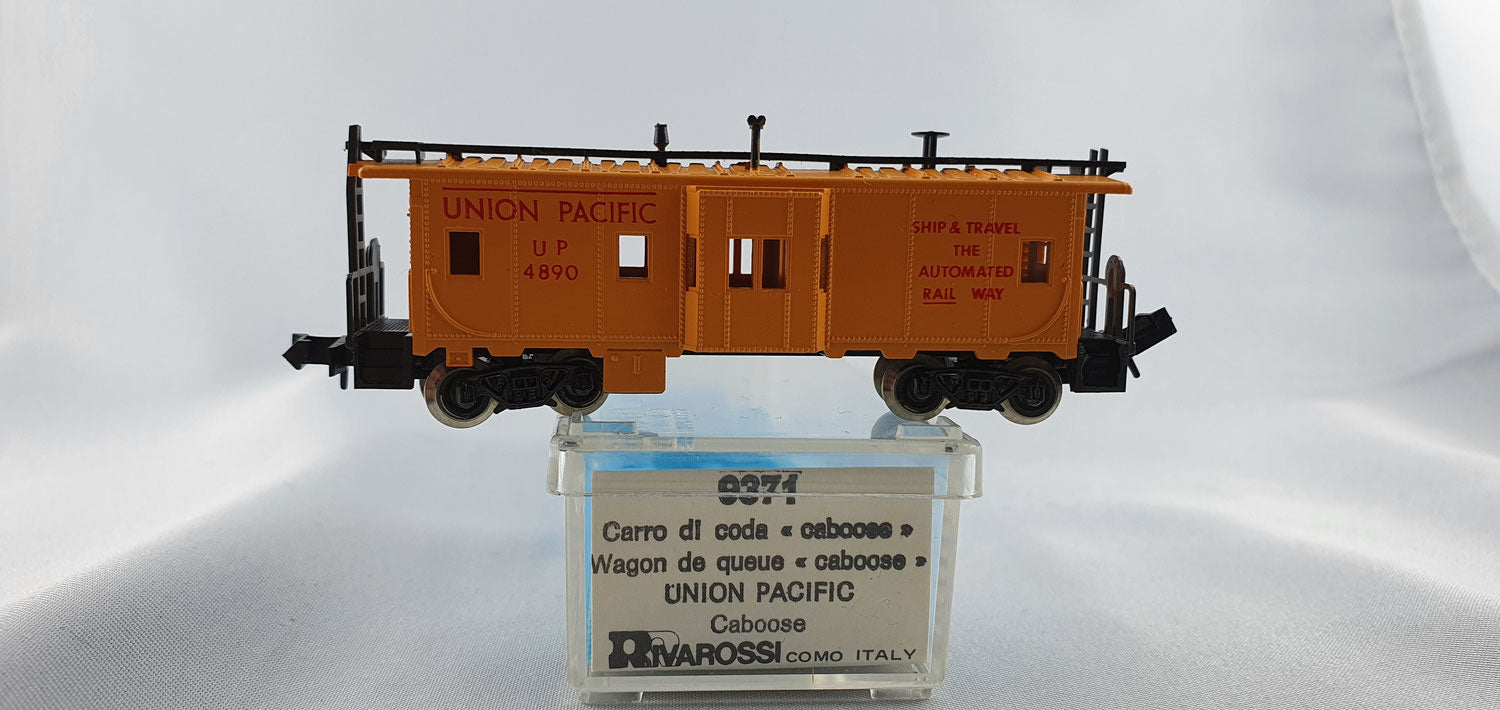 UNION PACIFIC
U P
4890
SHIP & TRAVEL
THE
AUTOMATED
RAIL WAY
9371
Carro di coda « caboose »
Wagon de queue « caboose »
UNION PACIFIC
Caboose
RIVAROSSI COMO ITALY